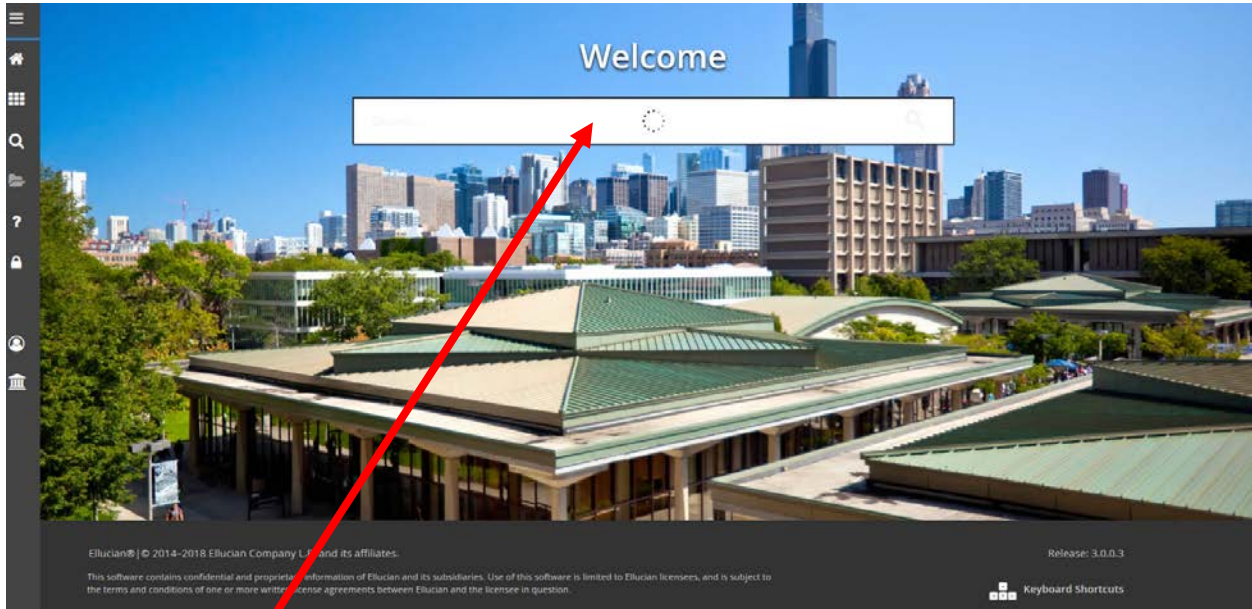 Welcome
?
Ellucian® | © 2014–2018 Ellucian Company L.P. and its affiliates.
Release: 3.0.0.3
This software contains confidential and proprietary information of Ellucian and its subsidiaries. Use of this software is limited to Ellucian licensees, and is subject to
the terms and conditions of one or more written license agreements between Ellucian and the licensee in question.
Keyboard Shortcuts